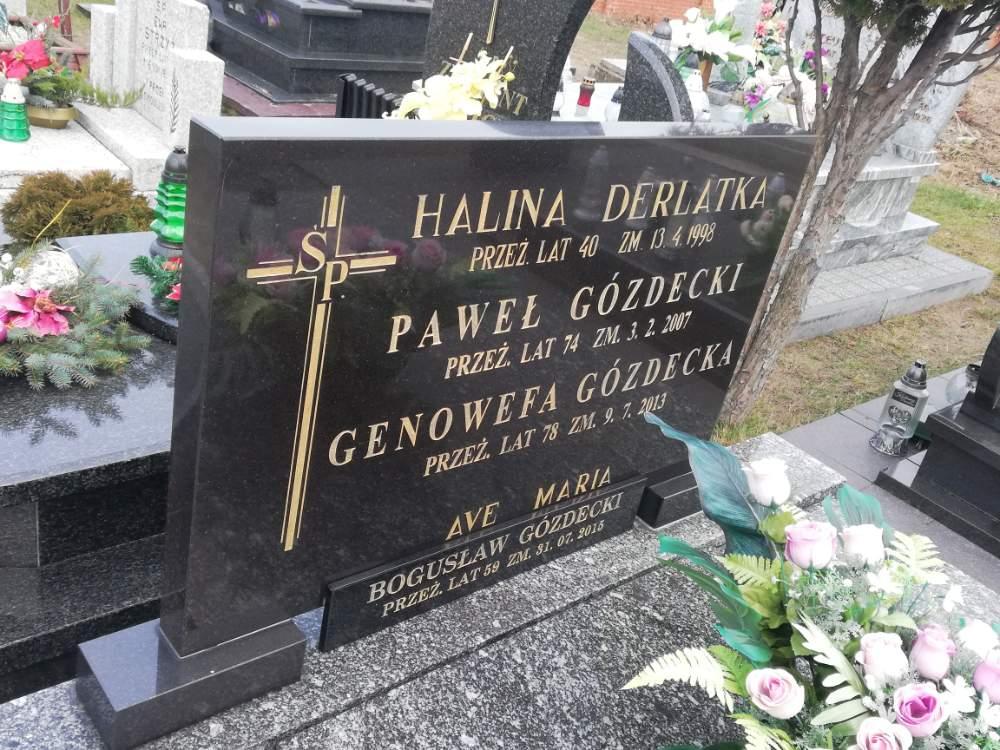 Ś.P.
EWA
ŚP
HALINA DERLATKA
PRZEŻ. LAT 40 ZM. 13.4.1998
PAWEŁ GÓZDECKI
PRZEŻ. LAT 74 ZM. 3. 2. 2007
GENOWEFA GÓZDECKA
PRZEŻ. LAT 78 ZM. 9. 7. 2013
AVE MARIA
BOGUSŁAW GÓZDECKI
PRZEŻ. LAT 59 ZM. 31. 07. 2015